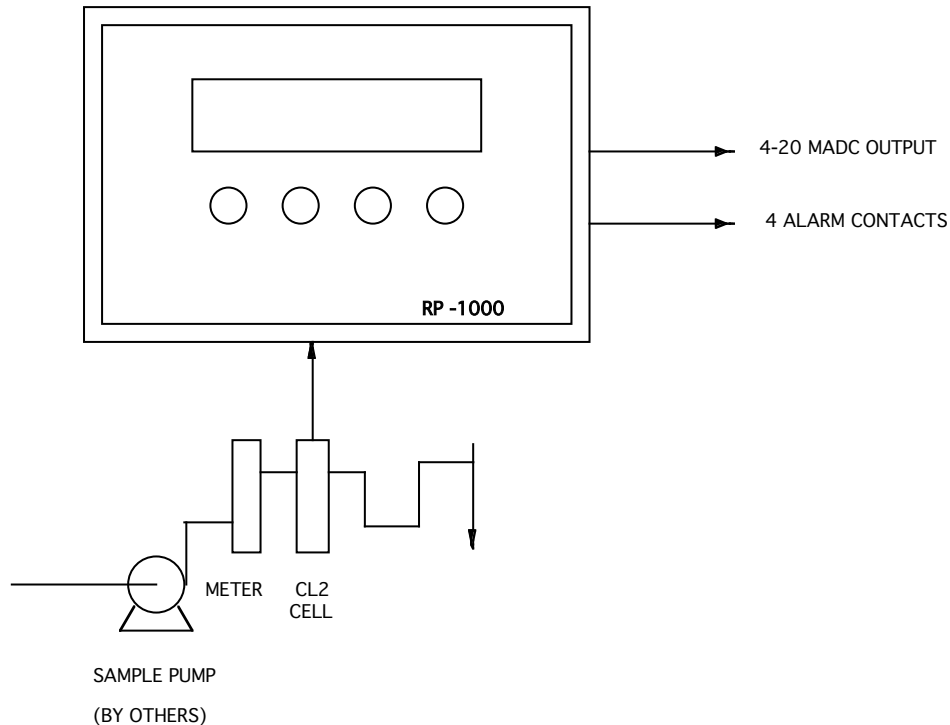 4-20 MADC OUTPUT
4 ALARM CONTACTS
RP -1000
METER
CL2
CELL
SAMPLE PUMP
(BY OTHERS)